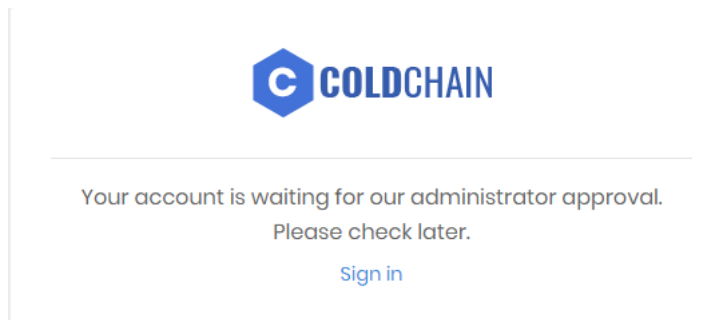 C COLDCHAIN
Your account is waiting for our administrator approval.
Please check later.
Sign in